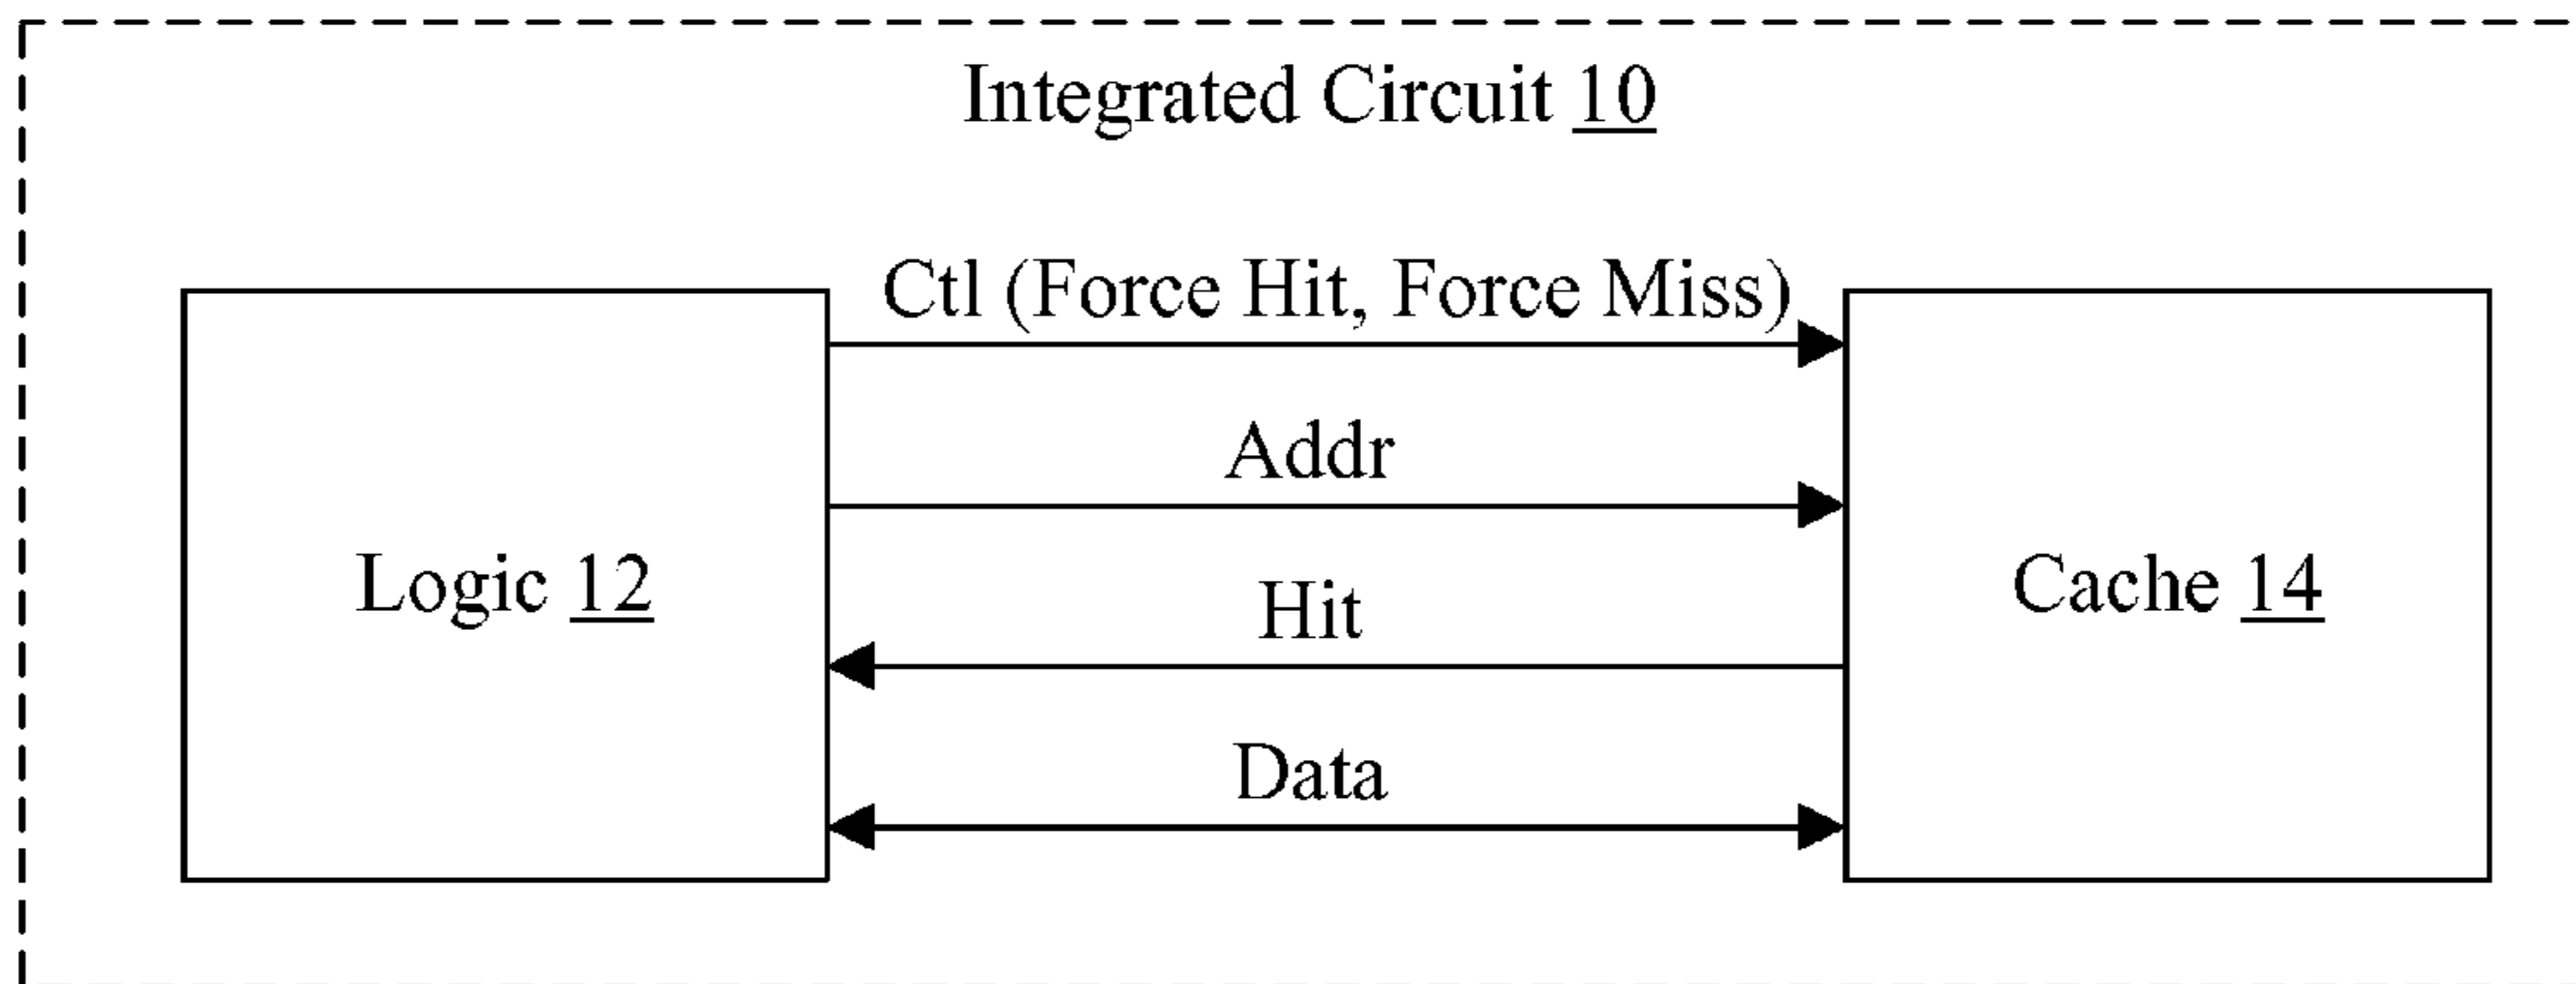 Integrated Circuit 10
Ctl (Force Hit, Force Miss)
Addr
Logic 12
Hit
Cache 14
Data